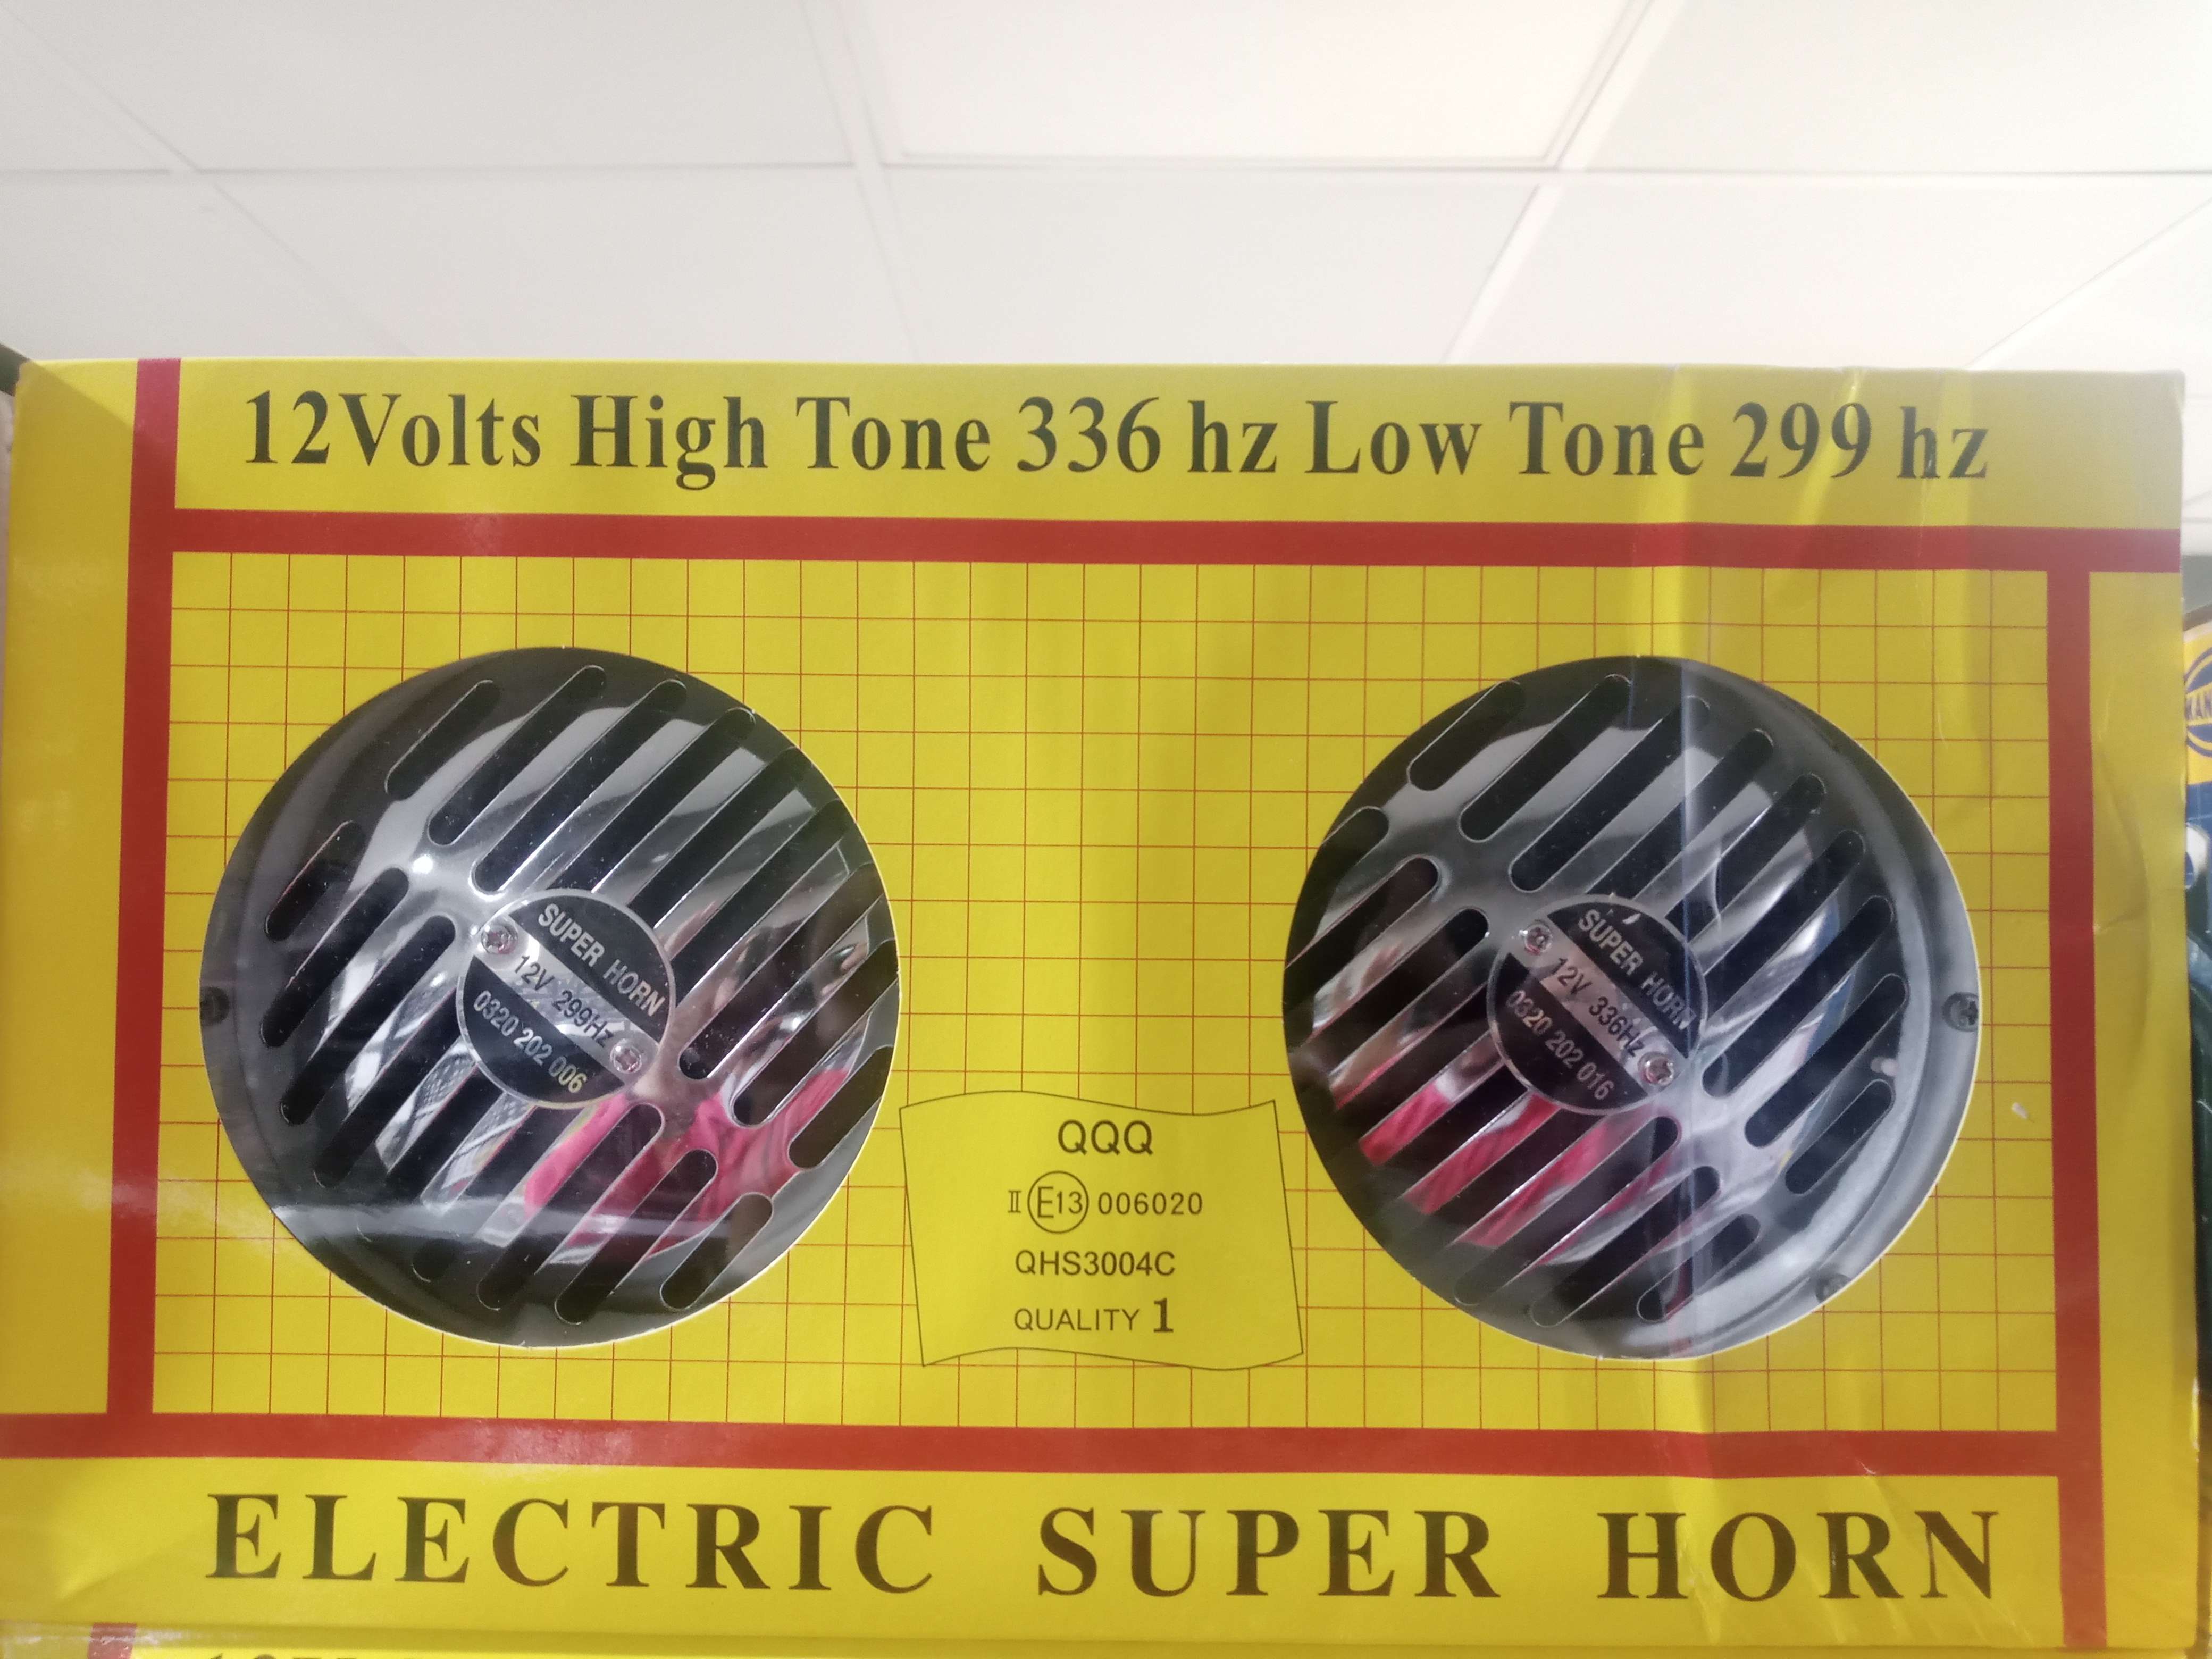 12Volts High Tone 336 hz Low Tone 299 hz
SUPER HORN
12V 299Hz
0320 202 006
SUPER HORN
12V 336Hz
0320 202 016
QQQ
II E13 006020
QHS3004C
QUALITY 1
ELECTRIC SUPER HORN